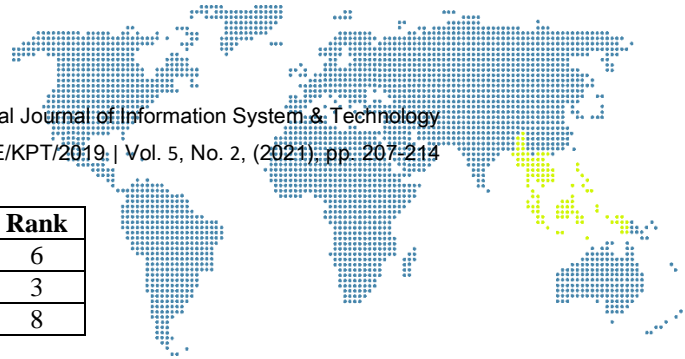 al Journal of Information System & Technology
E/KPT/2019 | Vol. 5, No. 2, (2021), pp. 207-214
Rank
6
3
8